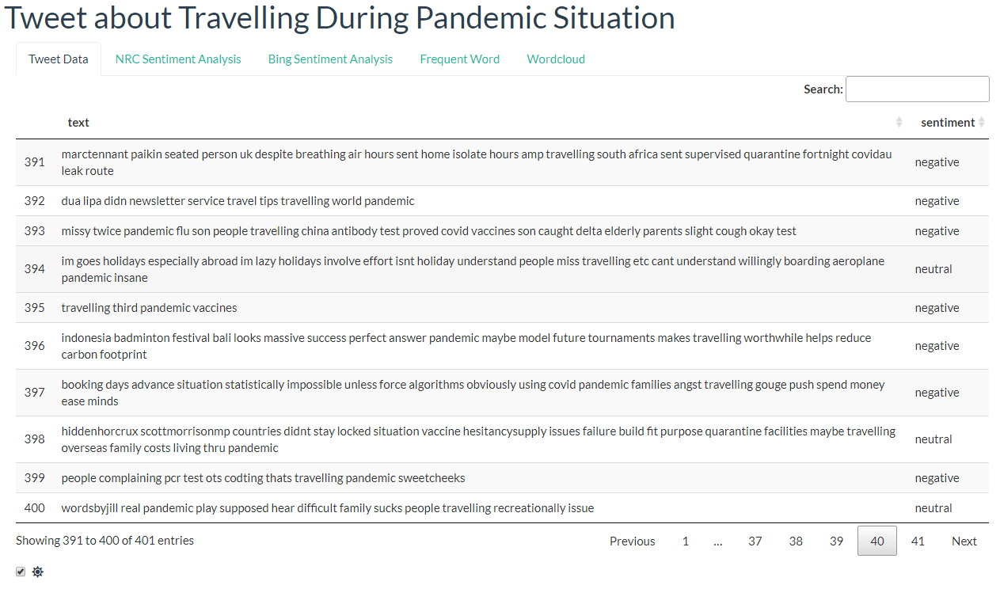 Tweet about Travelling During Pandemic Situation
Tweet Data NRC Sentiment Analysis Bing Sentiment Analysis Frequent Word Wordcloud
Search:
text sentiment
391 marctennant paikin seated person uk despite breathing air hours sent home isolate hours amp travelling south africa sent supervised quarantine fortnight covidau negative
leak route
392 dua lipa didn newsletter service travel tips travelling world pandemic negative
393 missy twice pandemic flu son people travelling china antibody test proved covid vaccines son caught delta elderly parents slight cough okay test negative
394 im goes holidays especially abroad im lazy holidays involve effort isnt holiday understand people miss travelling etc cant understand willingly boarding aeroplane neutral
pandemic insane
395 travelling third pandemic vaccines negative
396 indonesia badminton festival bali looks massive success perfect answer pandemic maybe model future tournaments makes travelling worthwhile helps reduce negative
carbon footprint
397 booking days advance situation statistically impossible unless force algorithms obviously using covid pandemic families angst travelling gouge push spend money negative
ease minds
398 hiddenhorcrux scottmorrisonmp countries didnt stay locked situation vaccine hesitancysupply issues failure build fit purpose quarantine facilities maybe travelling neutral
overseas family costs living thru pandemic
399 people complaining pcr test ots codting thats travelling pandemic sweetcheeks negative
400 wordsbyjill real pandemic play supposed hear difficult family sucks people travelling recreationally issue neutral
Showing 391 to 400 of 401 entries Previous 1 ... 37 38 39 40 41 Next